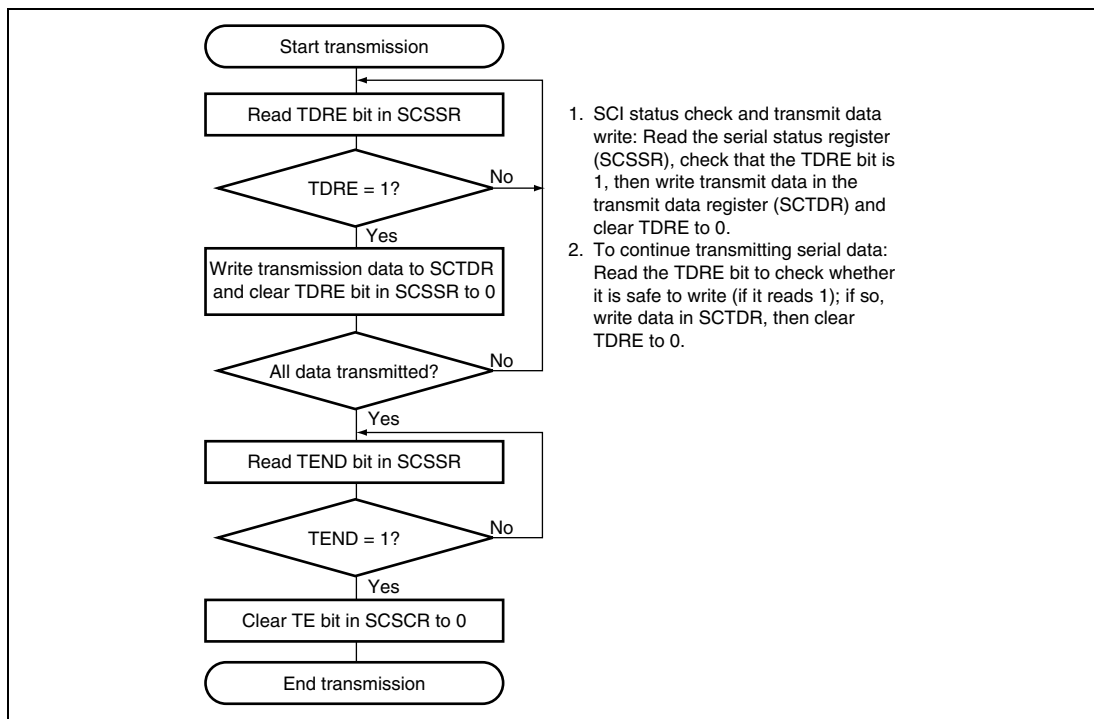 Start transmission
Read TDRE bit in SCSSR
TDRE = 1?
No
Yes
Write transmission data to SCTDR
and clear TDRE bit in SCSSR to 0
All data transmitted?
No
Yes
Read TEND bit in SCSSR
TEND = 1?
No
Yes
Clear TE bit in SCSCR to 0
End transmission
1. SCI status check and transmit data
write: Read the serial status register
(SCSSR), check that the TDRE bit is
1, then write transmit data in the
transmit data register (SCTDR) and
clear TDRE to 0.
2. To continue transmitting serial data:
Read the TDRE bit to check whether
it is safe to write (if it reads 1); if so,
write data in SCTDR, then clear
TDRE to 0.